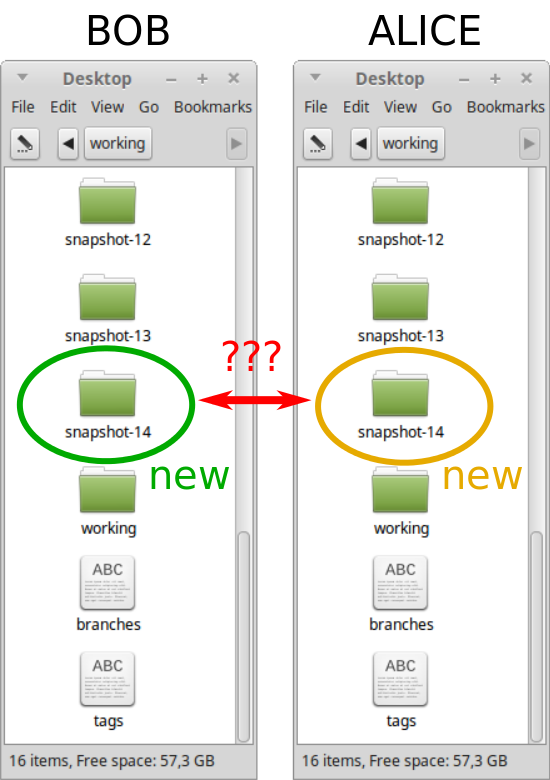 BOB
Desktop
File Edit View Go Bookmarks
working
snapshot-12
snapshot-13
snapshot-14
new
working
ABC
branches
ABC
tags
16 items, Free space: 57,3 GB
???
ALICE
Desktop
File Edit View Go Bookmarks
working
snapshot-12
snapshot-13
snapshot-14
new
working
ABC
branches
ABC
tags
16 items, Free space: 57,3 GB